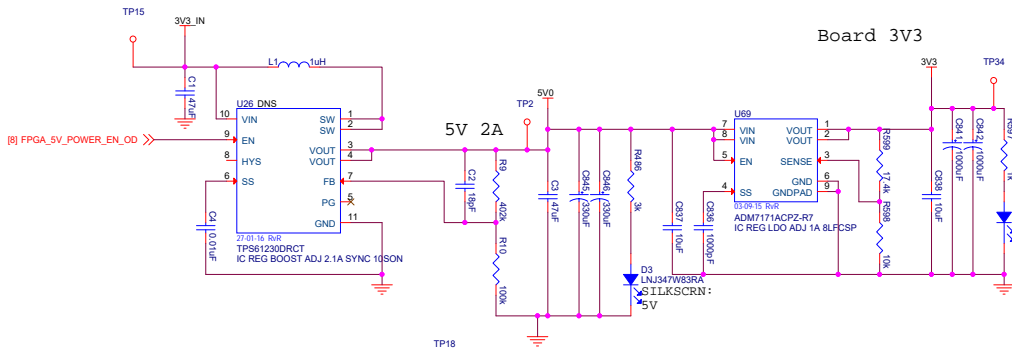 TP15
3V3_IN
L1
1uH
C1
47uF
U26 DNS
10
VIN
SW
1
SW
2
[8] FPGA_5V_POWER_EN_OD
9
EN
VOUT
3
VOUT
4
8
HYS
6
SS
FB
7
PG
5
GND
11
C4
0.01uF
27-01-16 RvR
TPS61230DRCT
IC REG BOOST ADJ 2.1A SYNC 10SON
5V 2A
TP2
5V0
C2
18pF
R9
402k
R10
100k
C3
47uF
C845
330uF
C846
330uF
R486
3k
D3
LNJ347W83RA
SILKSCRN:
5V
TP18
C837
10uF
C836
1000pF
U69
7
VIN
8
VIN
5
EN
4
SS
VOUT
1
VOUT
2
SENSE
3
GND
6
GNDPAD
9
03-09-15 RvR
ADM7171ACPZ-R7
IC REG LDO ADJ 1A 8LFCSP
Board 3V3
3V3
TP34
R599
17.4k
R598
10k
C838
10uF
C841
1000uF
C842
1000uF
R597
1k